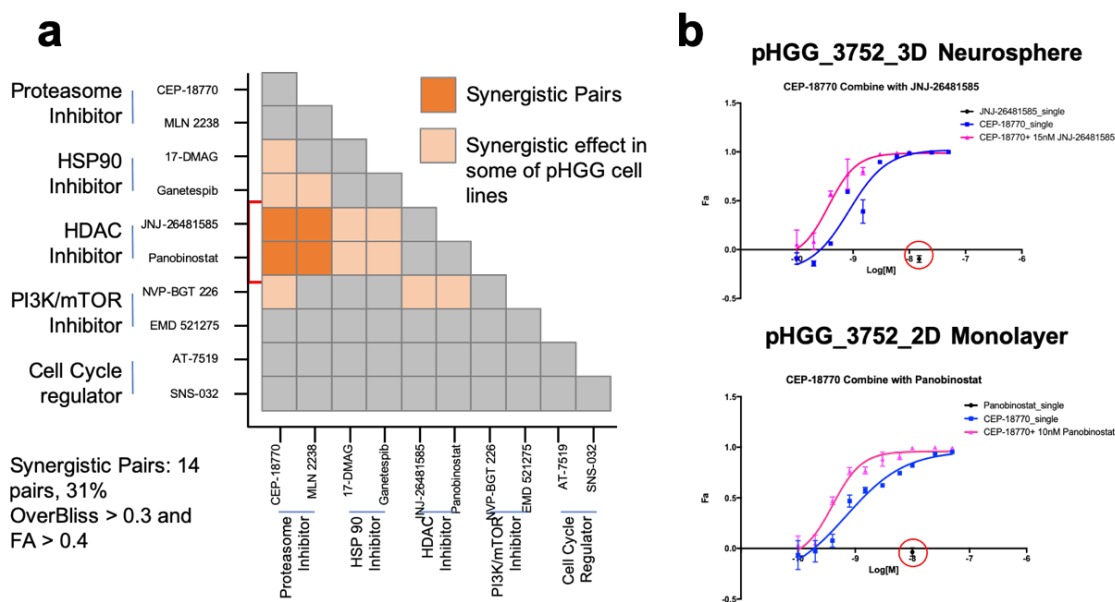 a
Proteasome
Inhibitor
HSP90
Inhibitor
HDAC
Inhibitor
PI3K/mTOR
Inhibitor
Cell Cycle
regulator
CEP-18770
MLN 2238
17-DMAG
Ganetespib
JNJ-26481585
Panobinostat
NVP-BGT 226
EMD 521275
AT-7519
SNS-032
Synergistic Pairs
Synergistic effect in
some of pHGG cell
lines
Synergistic Pairs: 14
pairs, 31%
OverBliss > 0.3 and
FA > 0.4
CEP-18770
MLN 2238
17-DMAG
Ganetespib
JNJ-26481585
Panobinostat
NVP-BGT 226
EMD 521275
AT-7519
SNS-032
Proteasome
Inhibitor
HSP 90
Inhibitor
HDAC
Inhibitor
PI3K/mTOR
Inhibitor
Cell Cycle
Regulator
b
pHGG_3752_3D Neurosphere
CEP-18770 Combine with JNJ-26481585
JNJ-26481585_single
CEP-18770_single
CEP-18770+ 15nM JNJ-26481585
1.5
1.0
0.5
0.0
-0.5
Fa
-10
-9
-8
-7
-6
Log[M]
pHGG_3752_2D Monolayer
CEP-18770 Combine with Panobinostat
Panobinostat_single
CEP-18770_single
CEP-18770+ 10nM Panobinostat
1.5
1.0
0.5
0.0
-0.5
Fa
-10
-9
-8
-7
-6
Log[M]